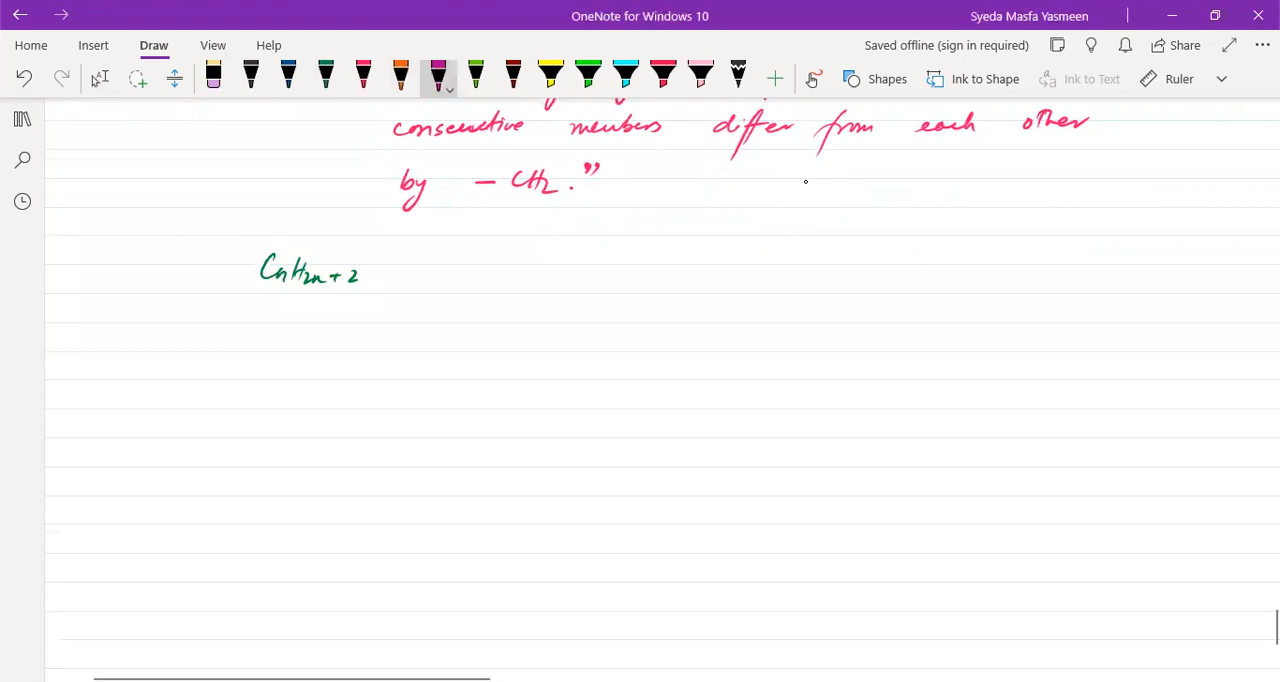 OneNote for Windows 10
Syeda Masfa Yasmeen
Home Insert Draw View Help
Saved offline (sign in required)
Share
Shapes
Ink to Shape
Ink to Text
Ruler
consecutive members differ from each other
by - CH2 ."
CnH2n+2